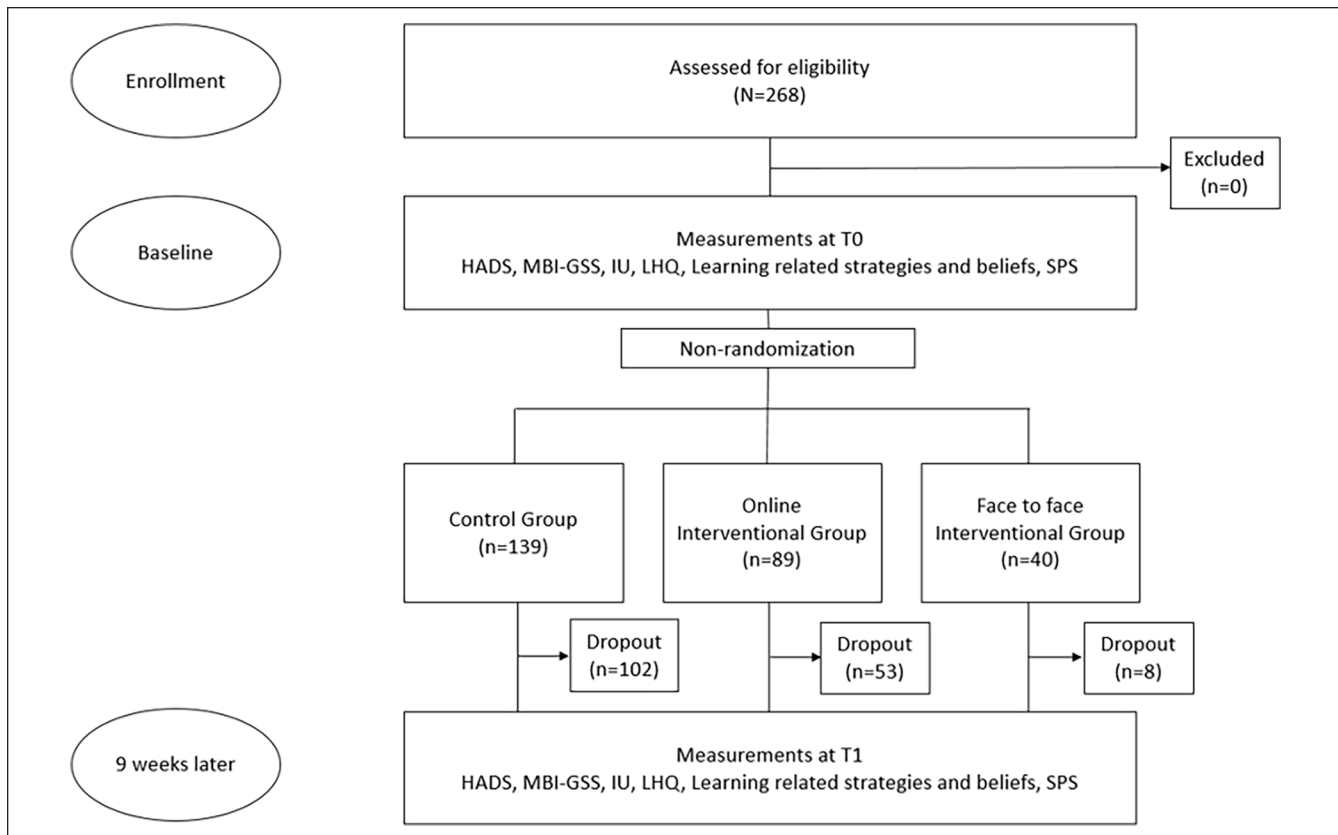 Enrollment
Assessed for eligibility
(N=268)
Excluded
(n=0)
Baseline
Measurements at T0
HADS, MBI-GSS, IU, LHQ, Learning related strategies and beliefs, SPS
Non-randomization
Control Group
(n=139)
Online
Interventional Group
(n=89)
Face to face
Interventional Group
(n=40)
Dropout
(n=102)
Dropout
(n=53)
Dropout
(n=8)
9 weeks later
Measurements at T1
HADS, MBI-GSS, IU, LHQ, Learning related strategies and beliefs, SPS